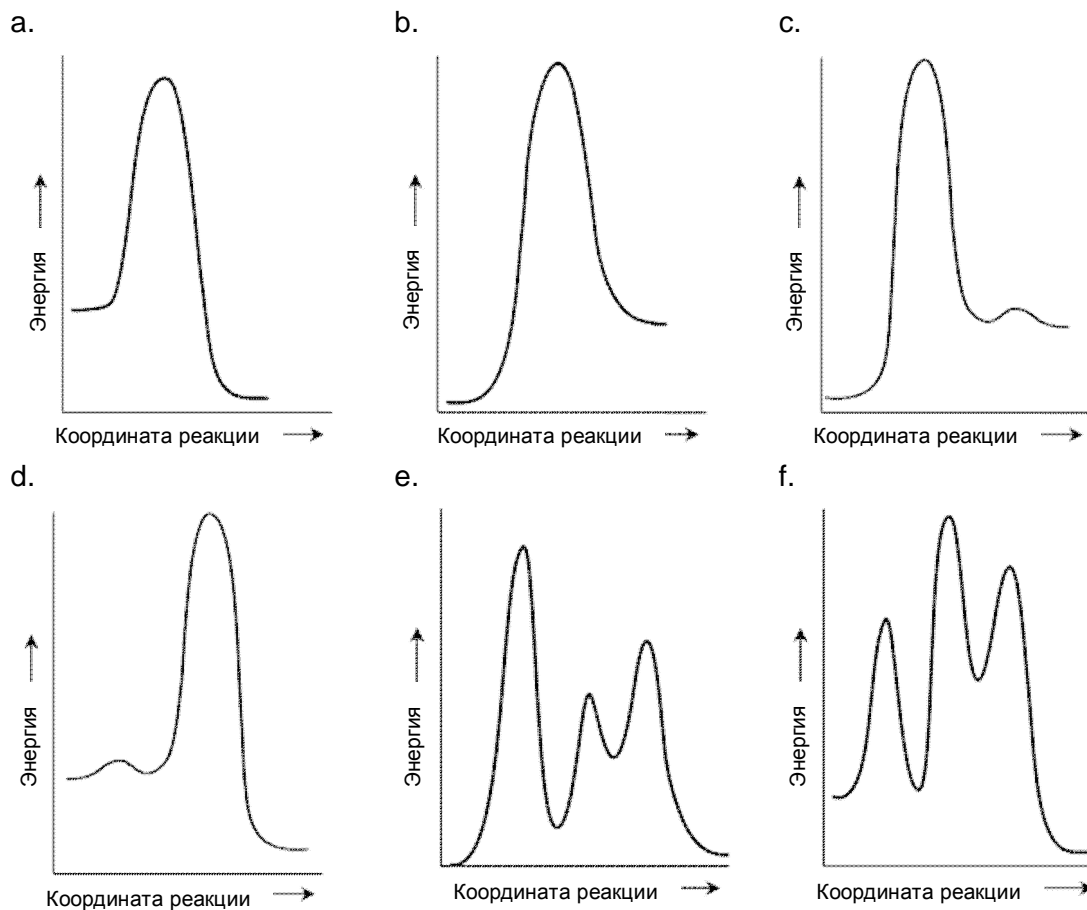 a.
b.
c.
Энергия
Энергия
Энергия
Координата реакции
Координата реакции
Координата реакции
d.
e.
f.
Энергия
Энергия
Энергия
Координата реакции
Координата реакции
Координата реакции